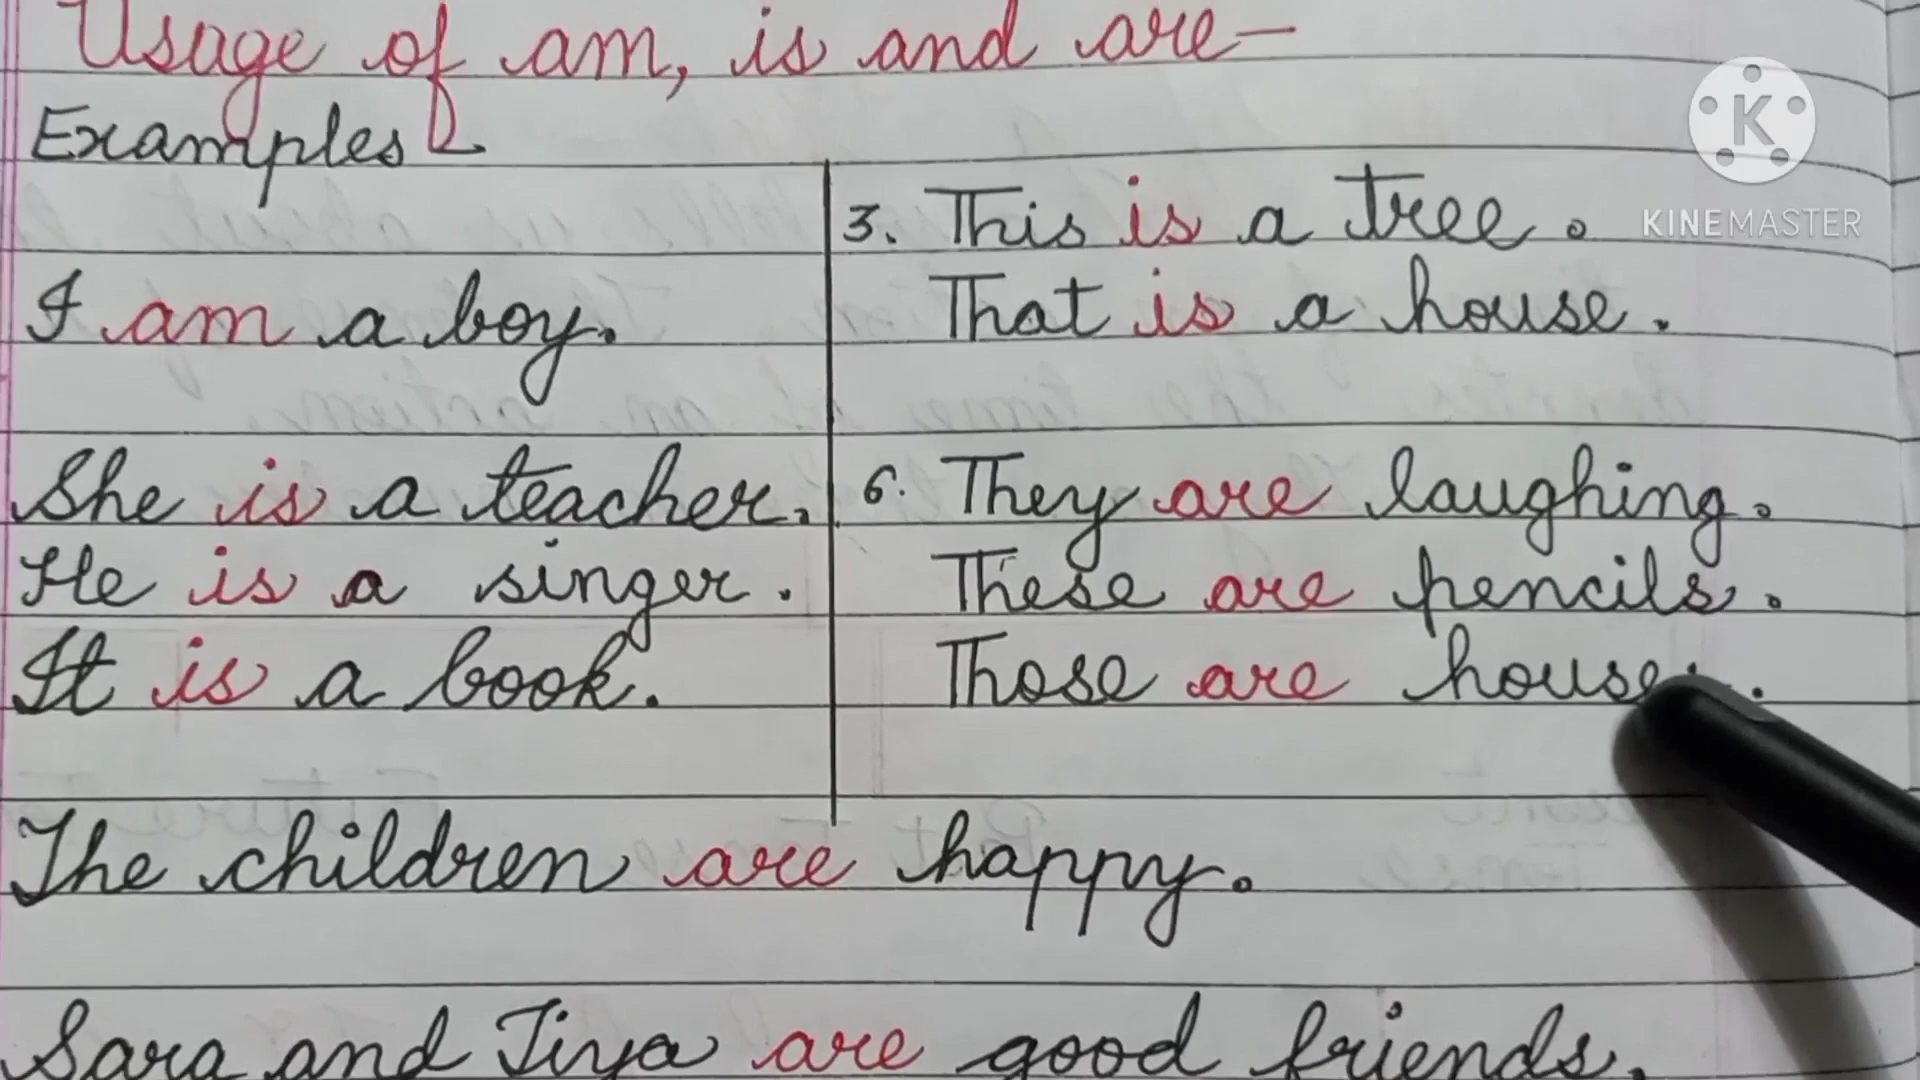 Usage of am, is and are-
Examples
I am a boy.
She is a teacher.
He is a singer.
It is a book.
3. This is a tree.
That is a house.
6. They are laughing.
These are pencils.
Those are
The children are happy.
Sara and Jiya are good friends.
KINEMASTER